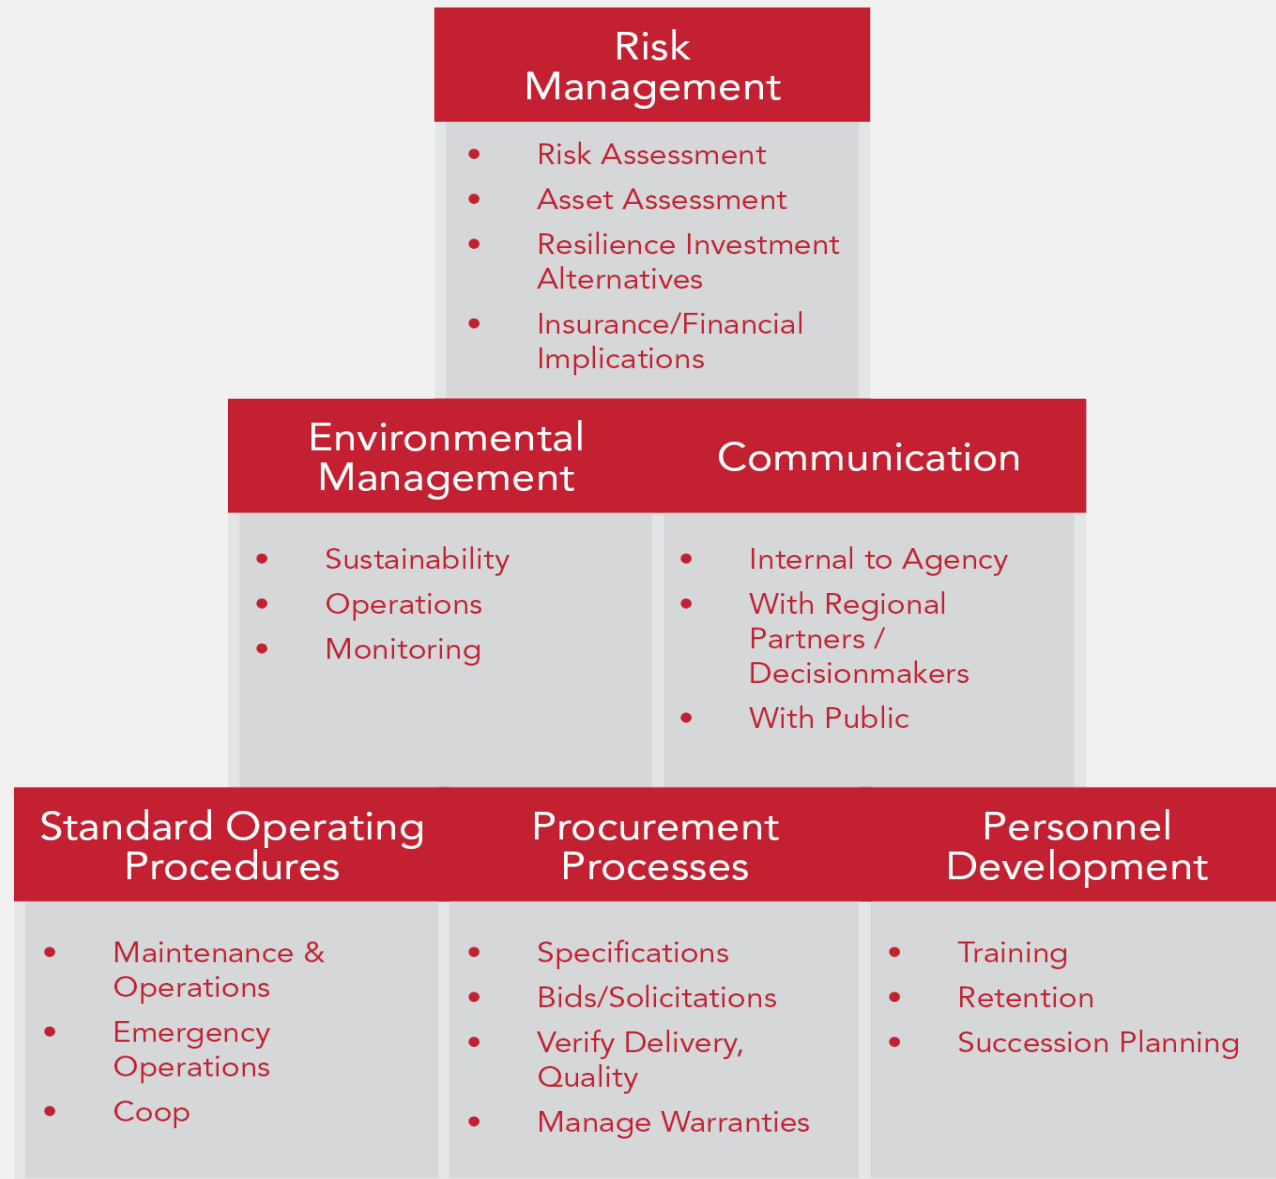 Risk
Management
• Risk Assessment
• Asset Assessment
• Resilience Investment
Alternatives
• Insurance/Financial
Implications
Environmental
Management
• Sustainability
• Operations
• Monitoring
Communication
• Internal to Agency
• With Regional
Partners /
Decisionmakers
• With Public
Standard Operating
Procedures
• Maintenance &
Operations
• Emergency
Operations
• Coop
Procurement
Processes
• Specifications
• Bids/Solicitations
• Verify Delivery,
Quality
• Manage Warranties
Personnel
Development
• Training
• Retention
• Succession Planning